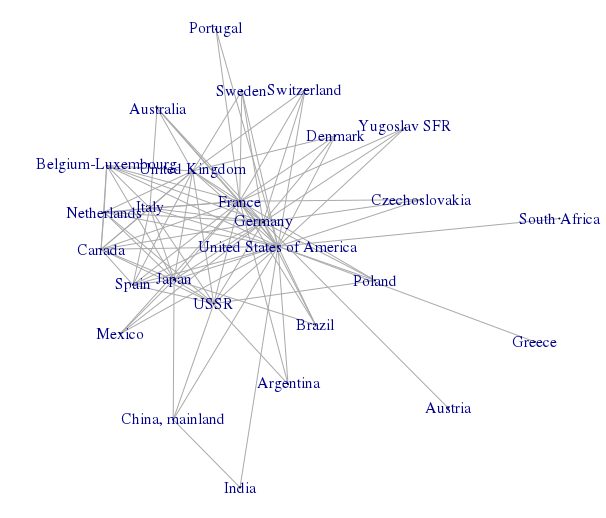 Portugal
Sweden
Switzerland
Australia
Yugoslav SFR
Denmark
Belgium-Luxembourg
United Kingdom
Czechoslovakia
France
Italy
Netherlands
Germany
South Africa
United States of America
Canada
Japan
Poland
Spain
USSR
Brazil
Mexico
Greece
Argentina
Austria
China, mainland
India